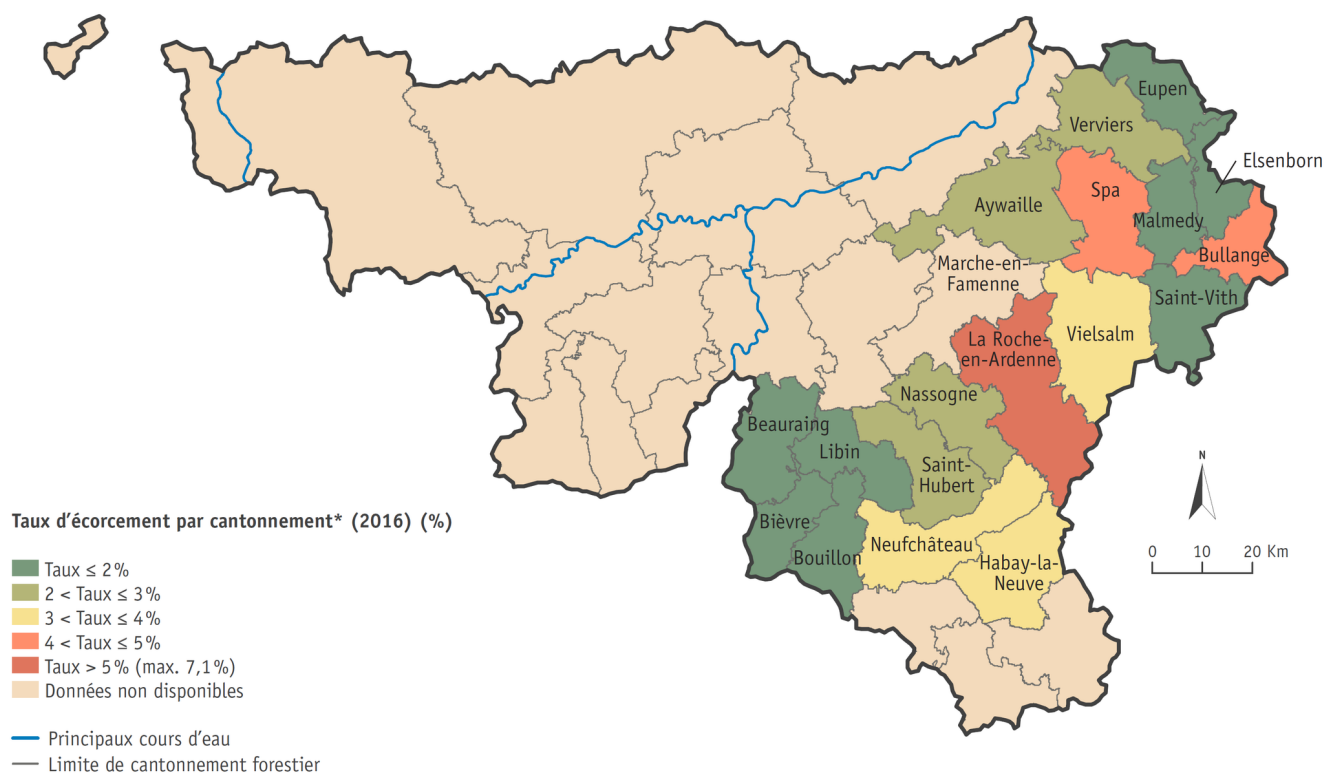 Eupen
Verviers
Elsenborn
Spa
Aywaille
Malmedy
Bullange
Marche-en-
Famenne
Saint-Vith
Vielsalm
La Roche-
en-Ardenne
Nassogne
Beauraing
Libin
Saint-
Hubert
Bièvre
Bouillon
Neufchâteau
Habay-la-
Neuve
N
0 10 20 Km
Taux d'écorcement par cantonnement* (2016) (%)
Taux ≤ 2%
2 < Taux ≤ 3%
3 < Taux ≤ 4%
4 < Taux ≤ 5%
Taux > 5% (max. 7,1%)
Données non disponibles
Principaux cours d'eau
Limite de cantonnement forestier